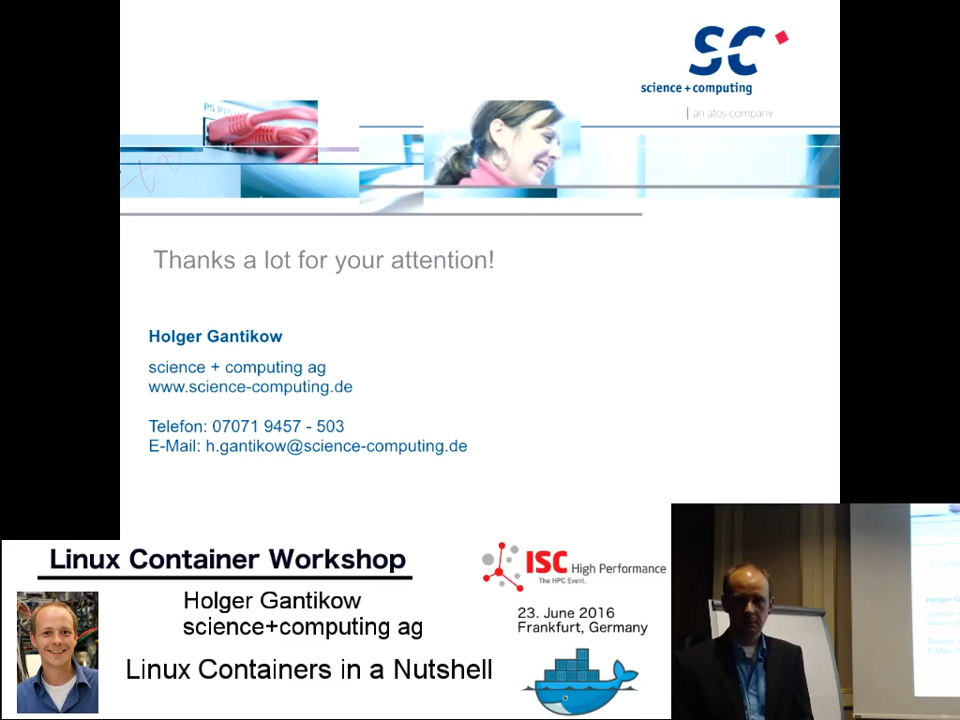 SC
science + computing
| an atos company
Thanks a lot for your attention!
Holger Gantikow
science + computing ag
www.science-computing.de
Telefon: 07071 9457 - 503
E-Mail: h.gantikow@science-computing.de
Linux Container Workshop
Holger Gantikow
science+computing ag
Linux Containers in a Nutshell
ISC High Performance
The HPC Event.
23. June 2016
Frankfurt, Germany